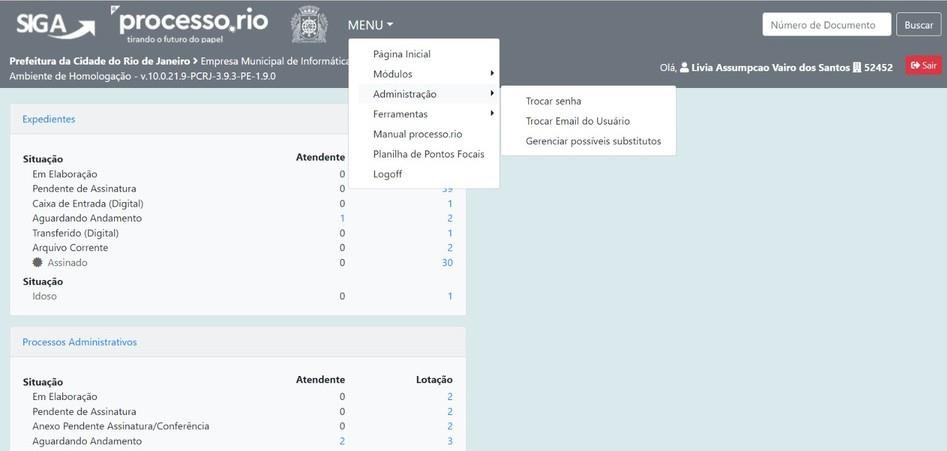 SIGA processo.rio MENU Número de Documento Buscar
tirando o futuro do papel
Prefeitura da Cidade do Rio de Janeiro > Empresa Municipal de Informática
Olá, Livia Assumpcao Vairo dos Santos 52452 Sair
Ambiente de Homologação - v.10.0.21.9-PCRJ-3.9.3-PE-1.9.0
Página Inicial
Módulos
Administração
Ferramentas
Manual processo.rio
Planilha de Pontos Focais
Logoff
Trocar senha
Trocar Email do Usuário
Gerenciar possíveis substitutos
Expedientes
Situação Atendente
Em Elaboração 0
Pendente de Assinatura 0 39
Caixa de Entrada (Digital) 0 1
Aguardando Andamento 1 2
Transferido (Digital) 0 1
Arquivo Corrente 0 2
Assinado 0 30
Situação
Idoso 0 1
Processos Administrativos
Situação Atendente Lotação
Em Elaboração 0 2
Pendente de Assinatura 0 2
Anexo Pendente Assinatura/Conferência 0 2
Aguardando Andamento 2 3